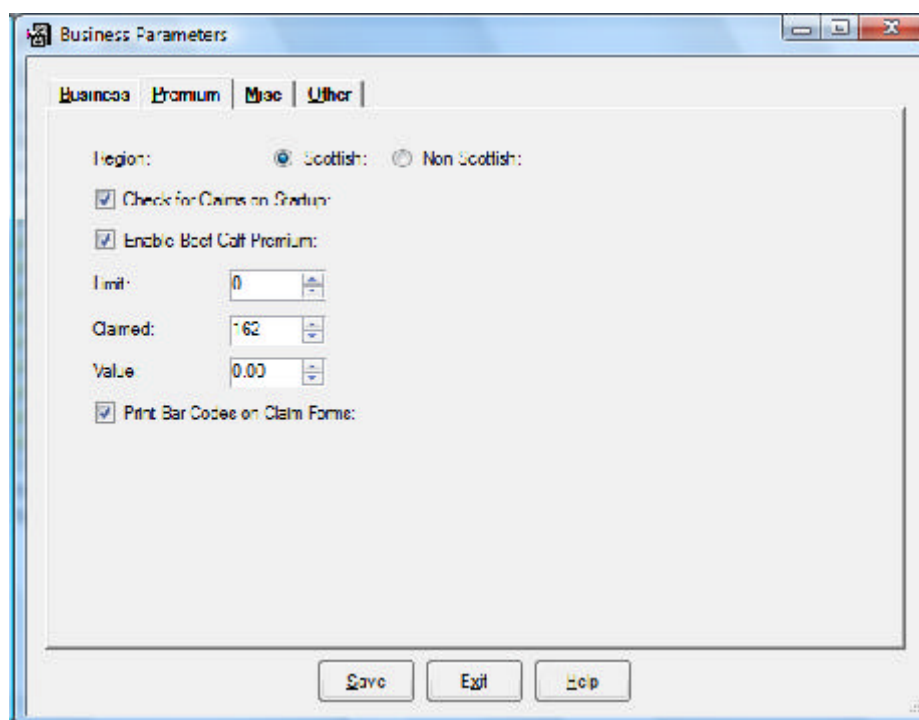 Business Parameters
Business Premium Misc Other
Region: Scottish: Non Scottish:
Check for Claims on Startup:
Enable Beef Calf Premium:
Limit: 0
Claimed: 162
Value 0.00
Print Bar Codes on Claim Forms:
Save Exit Help